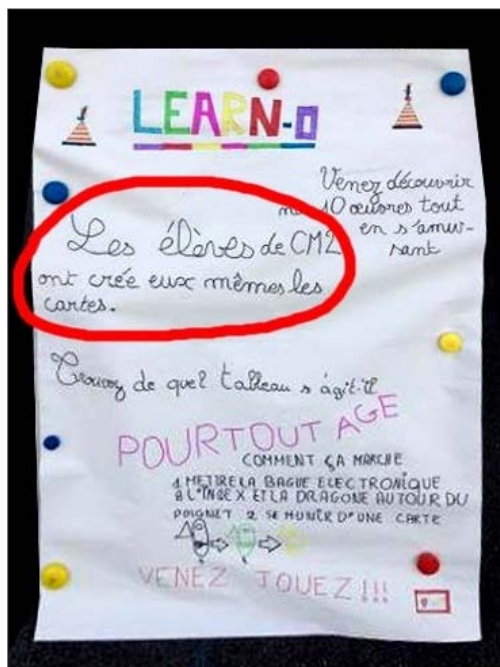 LEARN-O
Venez découvrir
10 œuvres tout
en s'amu-
sant
Les élèves de CM2
ont crée eux mêmes les
cartes.
Trouvez de quel tableau s'agit-il
POUR TOUT AGE
COMMENT ÇA MARCHE
1 METTRE LA BAGUE ELECTRONIQUE
A L'INDEX ET LA DRAGONE AUTOUR DU
POIGNET 2 SE MUNIR D'UNE CARTE
VENEZ JOUEZ !!!